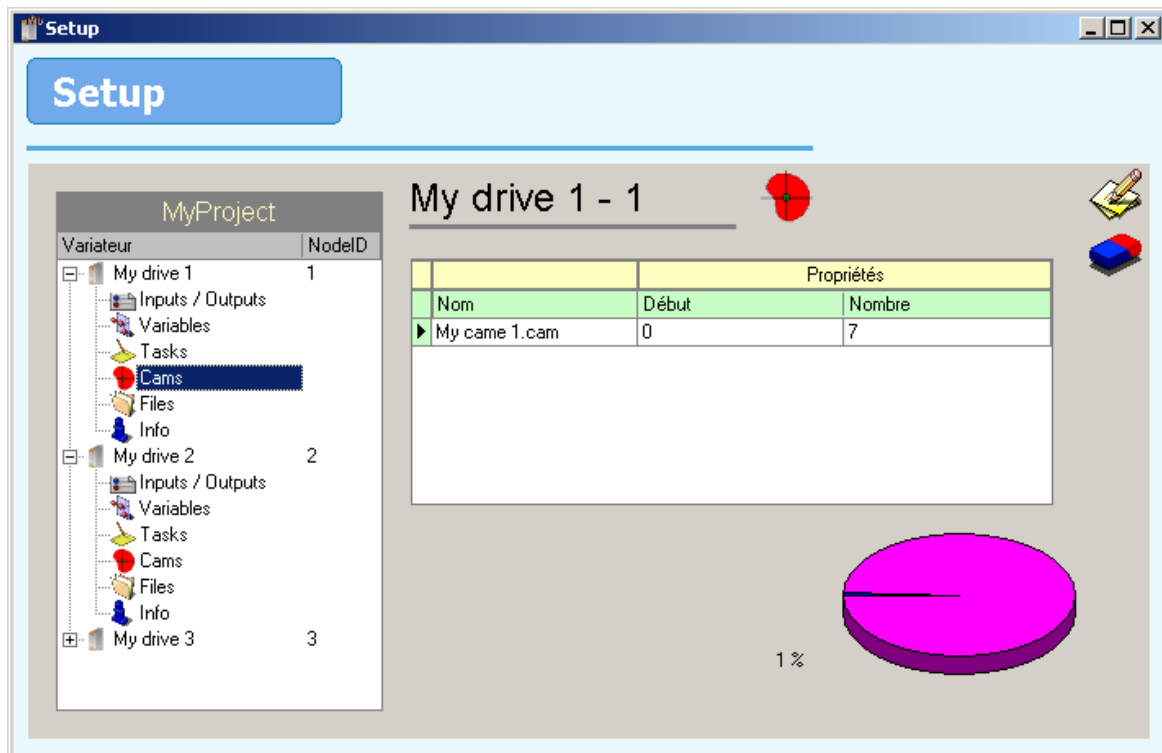 Setup
Setup
MyProject
Variateur NodeID
My drive 1 1
Inputs / Outputs
Variables
Tasks
Cams
Files
Info
My drive 2 2
Inputs / Outputs
Variables
Tasks
Cams
Files
Info
My drive 3 3
My drive 1 - 1
Propriétés
Nom Début Nombre
My came 1.cam 0 7
1 %